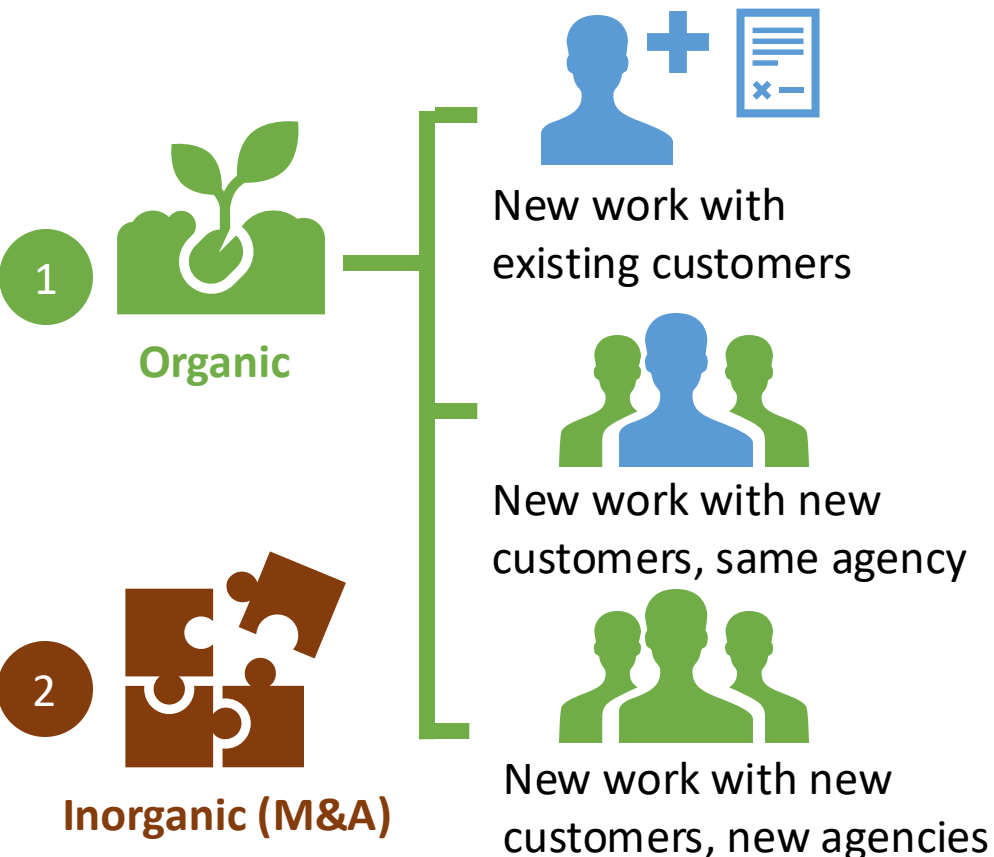 1
Organic
New work with
existing customers
New work with new
customers, same agency
New work with new
customers, new agencies
2
Inorganic (M&A)